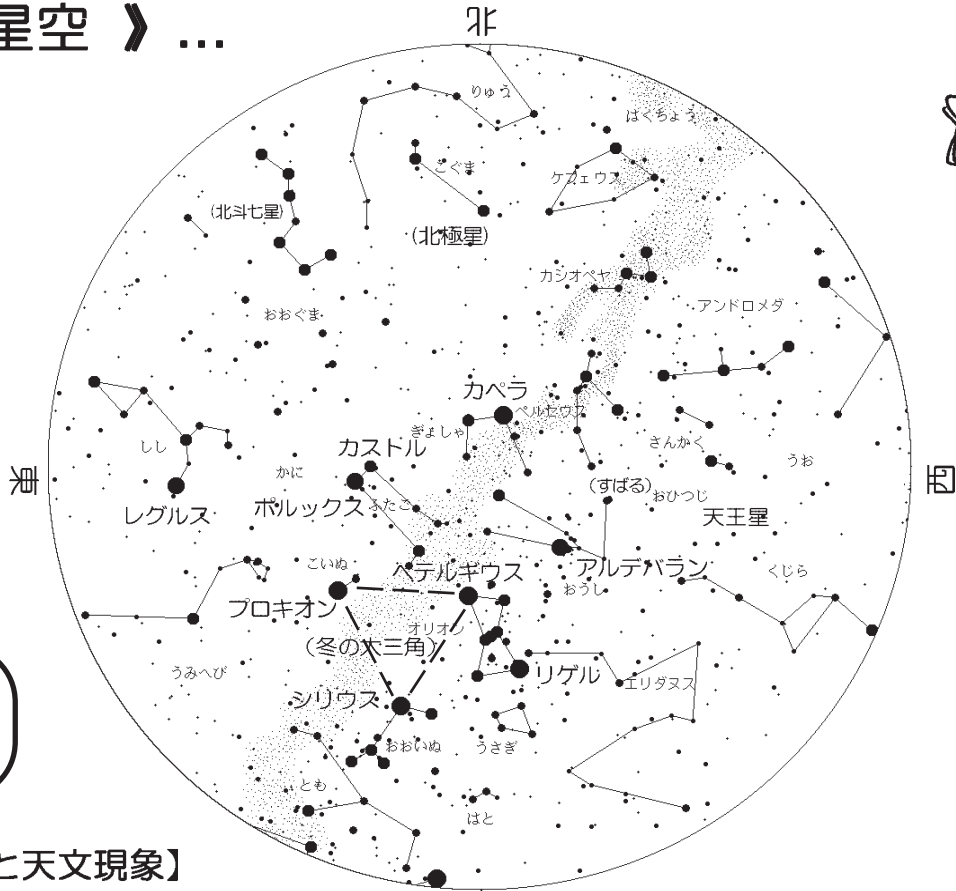 星空 》…
北
りゅう
はくちょう
こぐま
ケフェウス
(北斗七星)
(北極星)
カシオペヤ
アンドロメダ
おおぐま
カペラ
ペルセウス
ぎょしゃ
さんかく
しし
カストル
かに
うお
東
西
(すばる)
おひつじ
ポルックス
ふたご
レグルス
天王星
こいぬ
ベテルギウス
アルデバラン
くじら
おうし
プロキオン
オリオン
(冬の大三角)
うみへび
リゲル
エリダヌス
シリウス
おおいぬ
うさぎ
とも
はと
と天文現象】